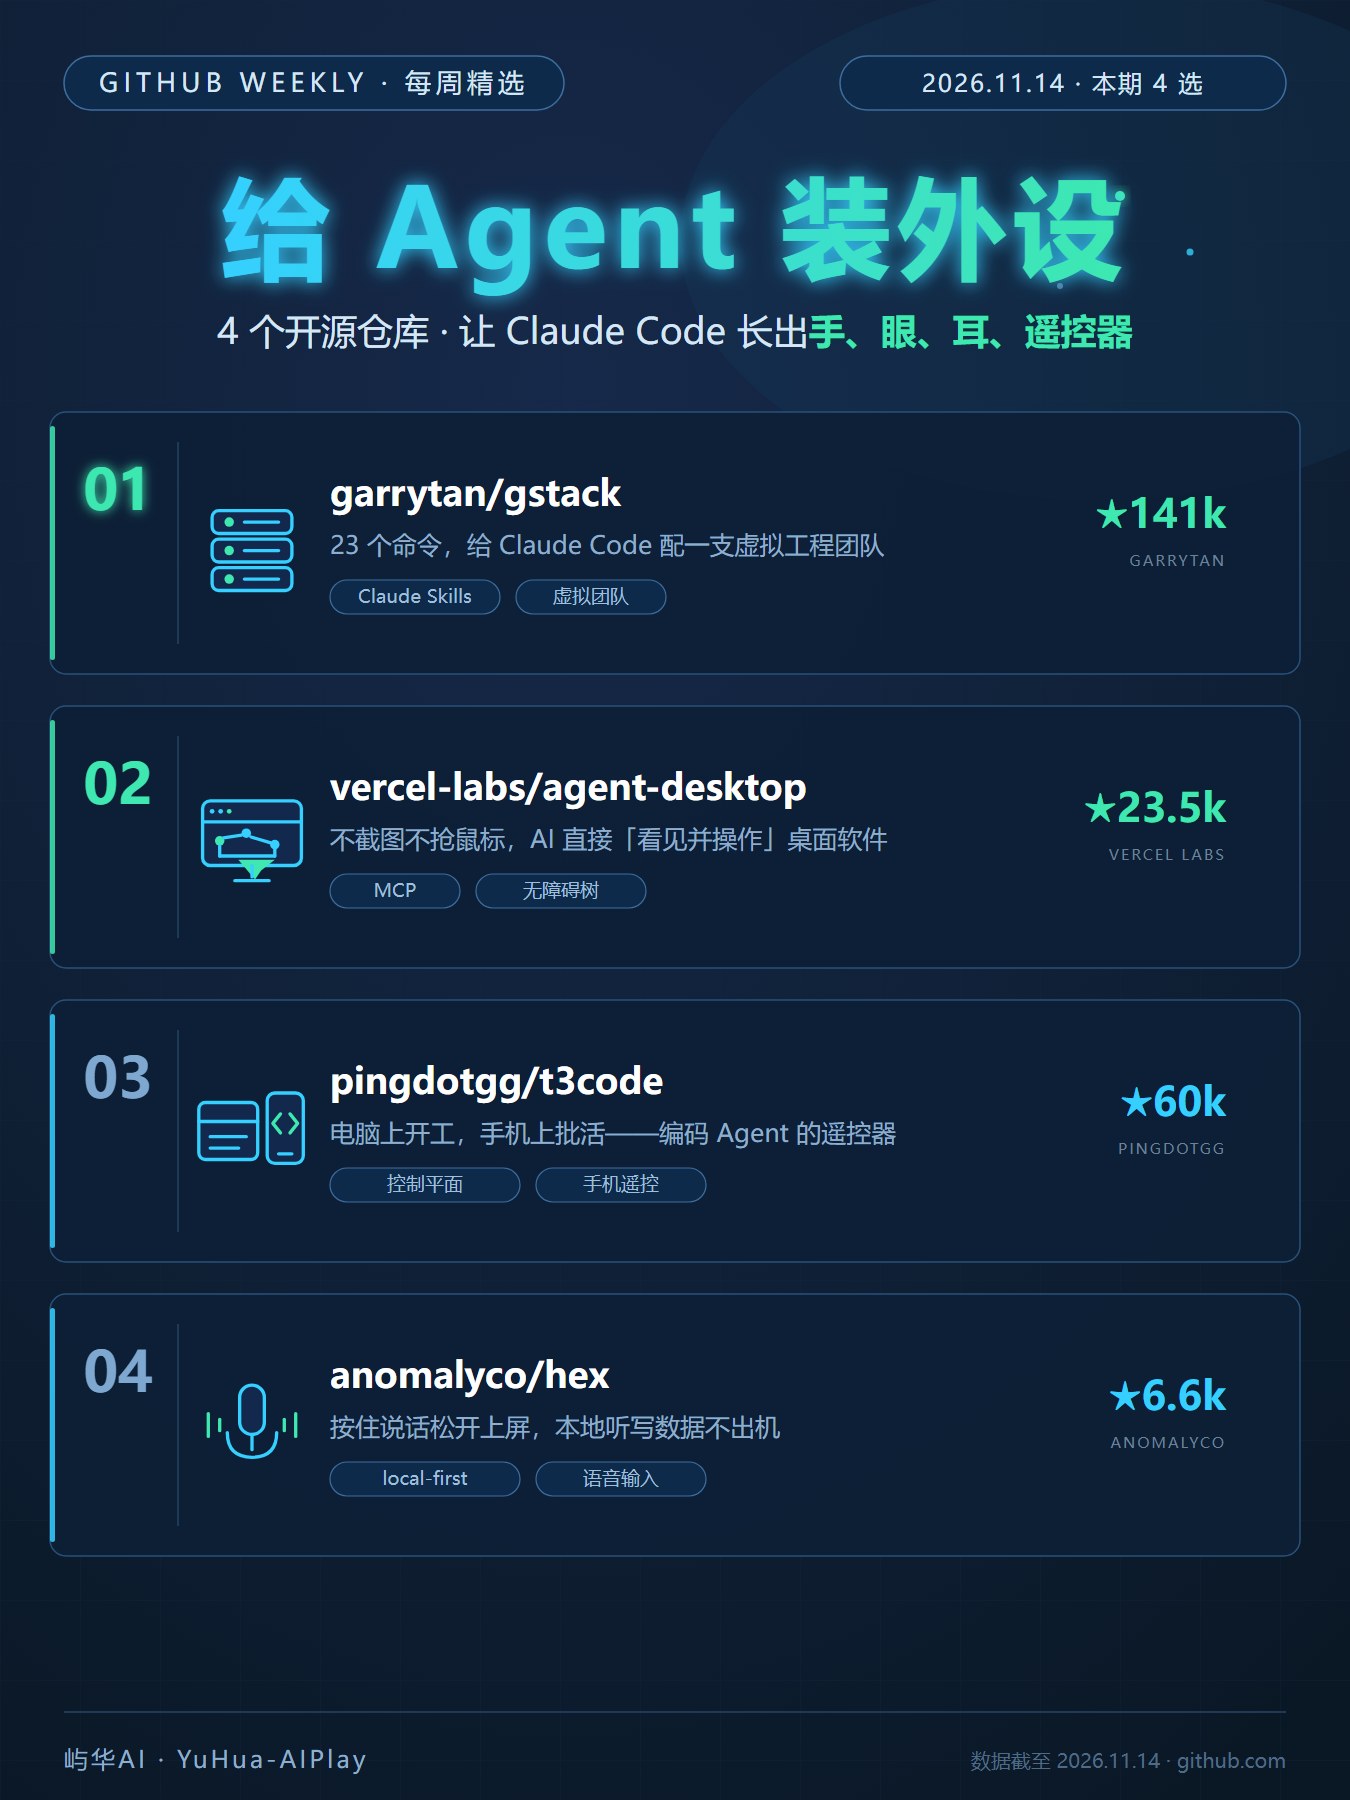 GITHUB WEEKLY · 每周精选
2026.11.14 · 本期 4 选
给 Agent 装外设
4 个开源仓库 · 让 Claude Code 长出手、眼、耳、遥控器
01
garrytan/gstack
23 个命令，给 Claude Code 配一支虚拟工程团队
Claude Skills
虚拟团队
★141k
GARRYTAN
02
vercel-labs/agent-desktop
不截图不抢鼠标，AI 直接「看见并操作」桌面软件
MCP
无障碍树
★23.5k
VERCEL LABS
03
pingdotgg/t3code
电脑上开工，手机上批活——编码 Agent 的遥控器
控制平面
手机遥控
★60k
PINGDOTGG
04
anomalyco/hex
按住说话松开上屏，本地听写数据不出机
local-first
语音输入
★6.6k
ANOMALYCO
屿华AI · YuHua-AIPlay
数据截至 2026.11.14 · github.com